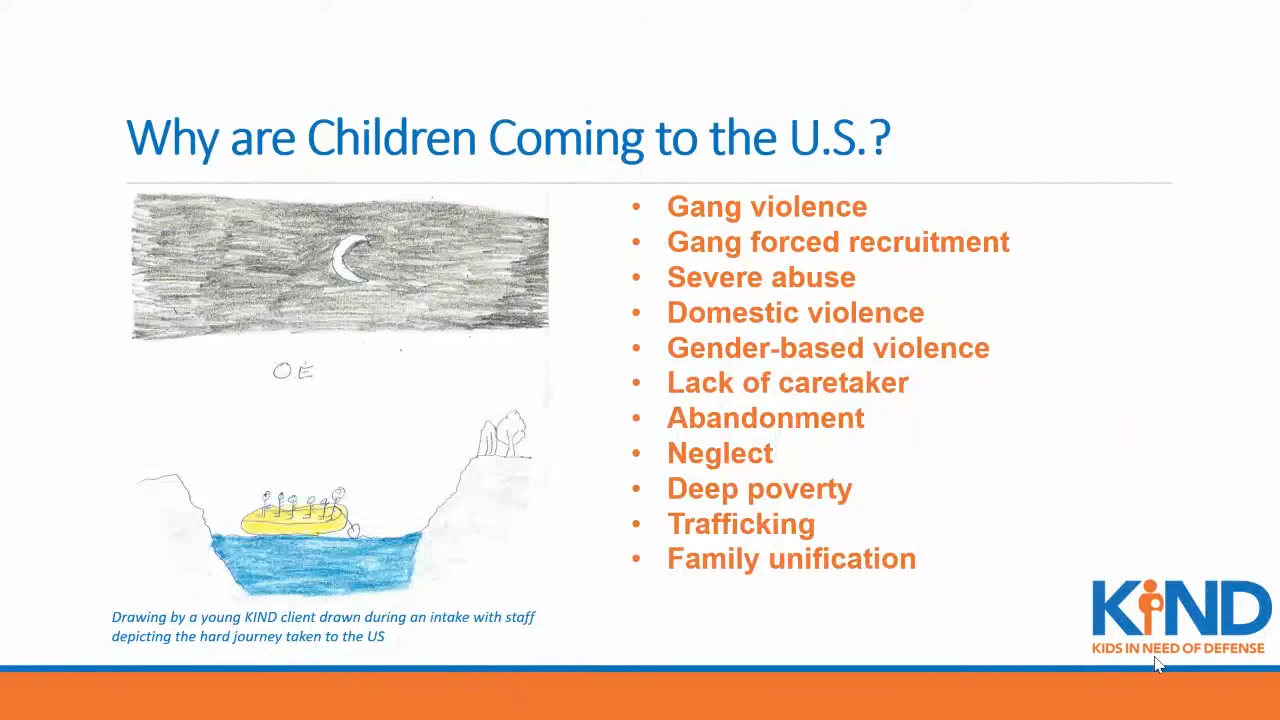 Why are Children Coming to the U.S.?
OE
• Gang violence
• Gang forced recruitment
• Severe abuse
• Domestic violence
• Gender-based violence
• Lack of caretaker
• Abandonment
• Neglect
• Deep poverty
• Trafficking
• Family unification
Drawing by a young KIND client drawn during an intake with staff
depicting the hard journey taken to the US
KIND
KIDS IN NEED OF DEFENSE